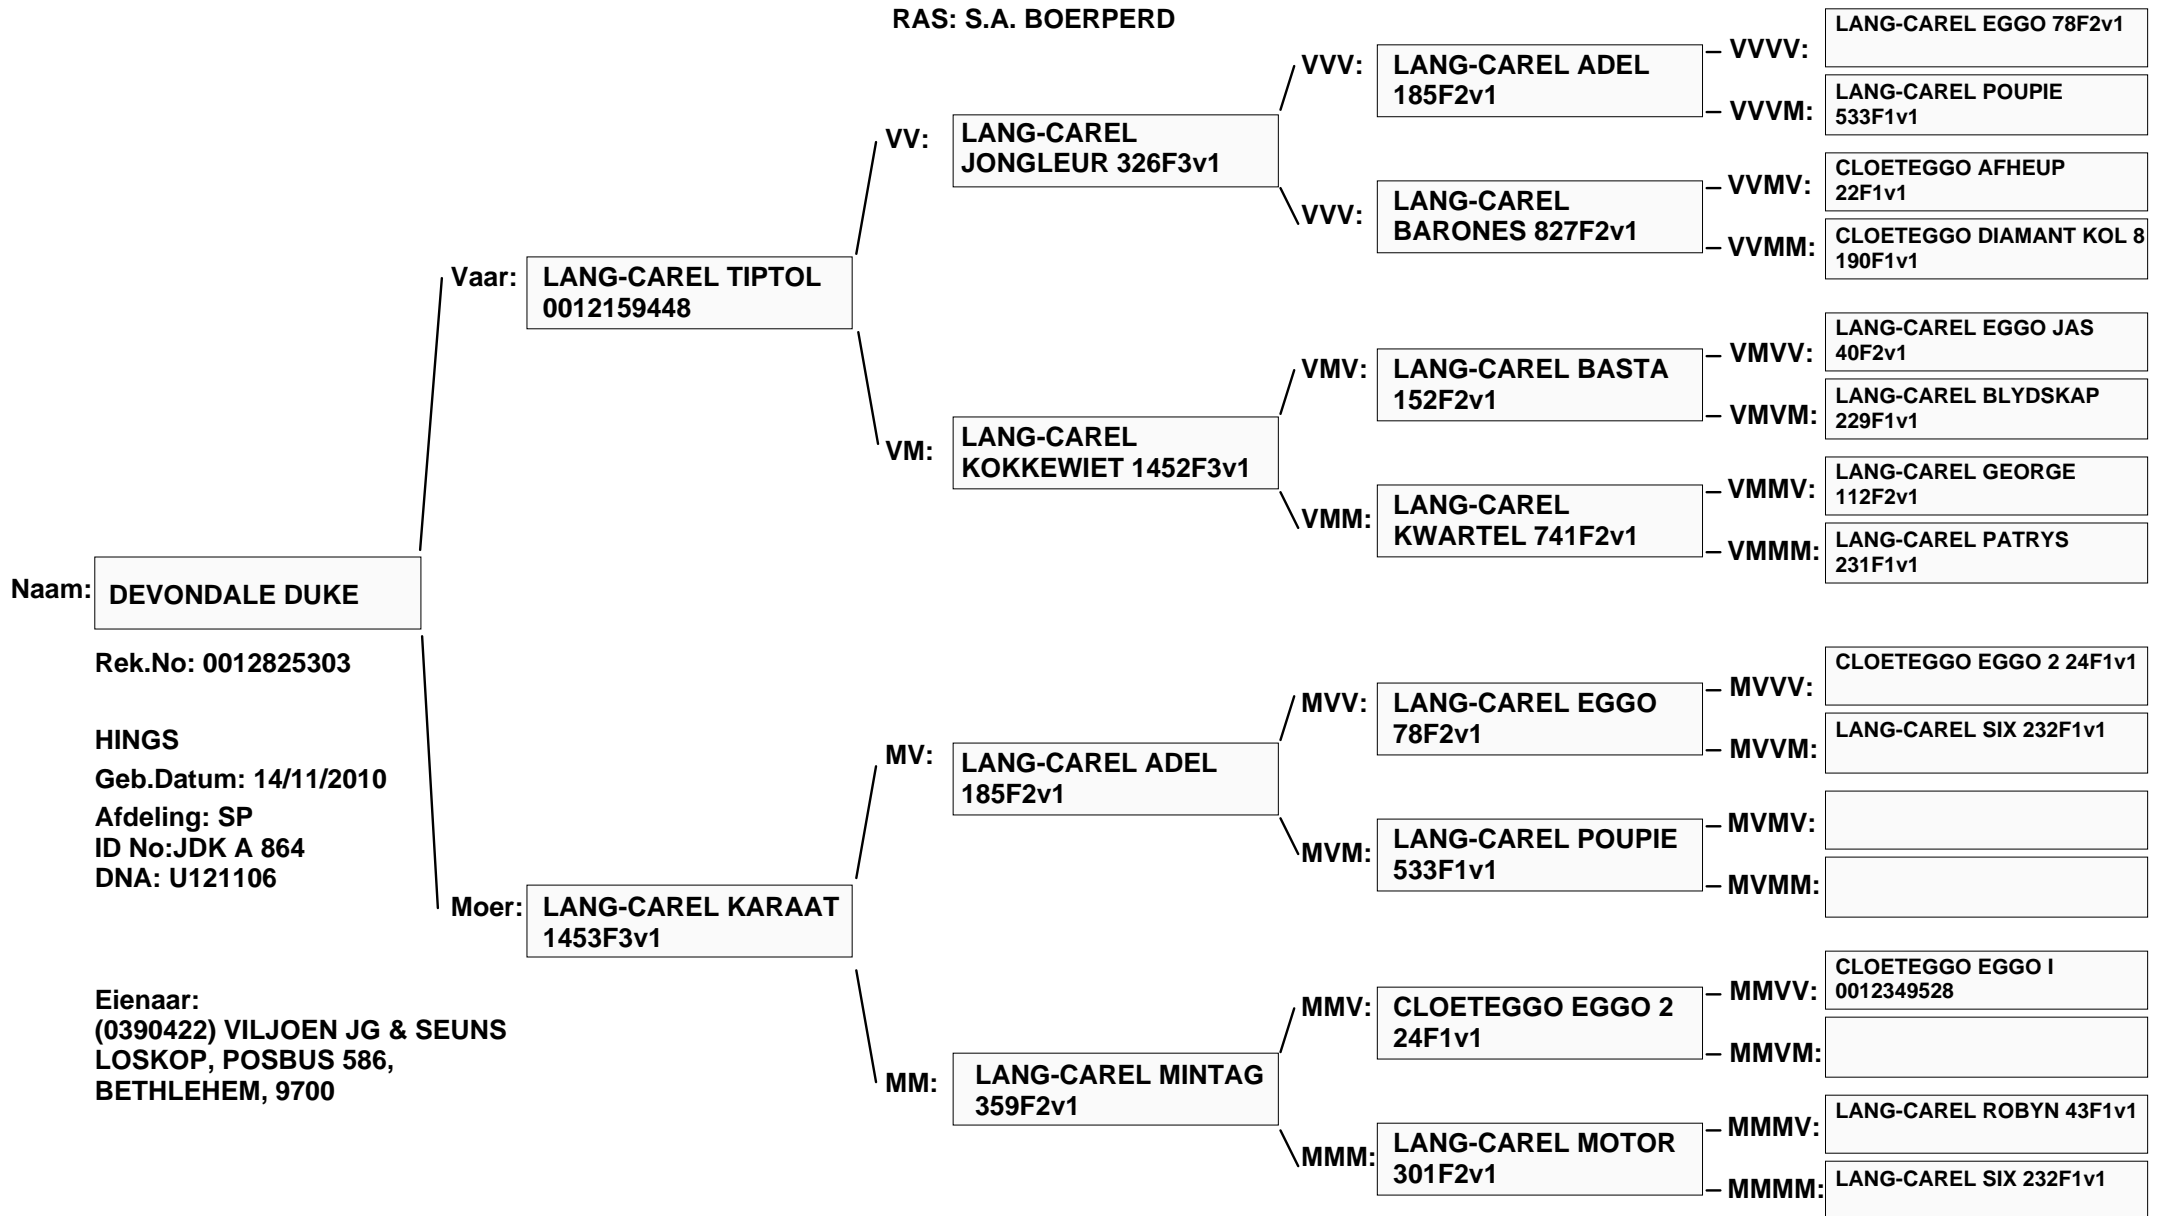 RAS: S.A. BOERPERD
Naam: DEVONDALE DUKE
Rek.No: 0012825303
HINGS
Geb.Datum: 14/11/2010
Afdeling: SP
ID No:JDK A 864
DNA: U121106
Eienaar:
(0390422) VILJOEN JG & SEUNS
LOSKOP, POSBUS 586,
BETHLEHEM, 9700
Vaar: LANG-CAREL TIPTOL
0012159448
Moer: LANG-CAREL KARAAT
1453F3v1
VV: LANG-CAREL
JONGLEUR 326F3v1
VM: LANG-CAREL
KOKKEWIET 1452F3v1
MV: LANG-CAREL ADEL
185F2v1
MM: LANG-CAREL MINTAG
359F2v1
VVV: LANG-CAREL ADEL
185F2v1
VVV: LANG-CAREL
BARONES 827F2v1
VMV: LANG-CAREL BASTA
152F2v1
VMM: LANG-CAREL
KWARTEL 741F2v1
MVV: LANG-CAREL EGGO
78F2v1
MVM: LANG-CAREL POUPIE
533F1v1
MMV: CLOETEGGO EGGO 2
24F1v1
MMM: LANG-CAREL MOTOR
301F2v1
VVVV: LANG-CAREL EGGO 78F2v1
VVVM: LANG-CAREL POUPIE
533F1v1
VVMV: CLOETEGGO AFHEUP
22F1v1
VVMM: CLOETEGGO DIAMANT KOL 8
190F1v1
VMVV: LANG-CAREL EGGO JAS
40F2v1
VMVM: LANG-CAREL BLYDSKAP
229F1v1
VMMV: LANG-CAREL GEORGE
112F2v1
VMMM: LANG-CAREL PATRYS
231F1v1
MVVV: CLOETEGGO EGGO 2 24F1v1
MVVM: LANG-CAREL SIX 232F1v1
MVMV:
MVMM:
MMVV: CLOETEGGO EGGO I
0012349528
MMVM:
MMMV: LANG-CAREL ROBYN 43F1v1
MMMM: LANG-CAREL SIX 232F1v1